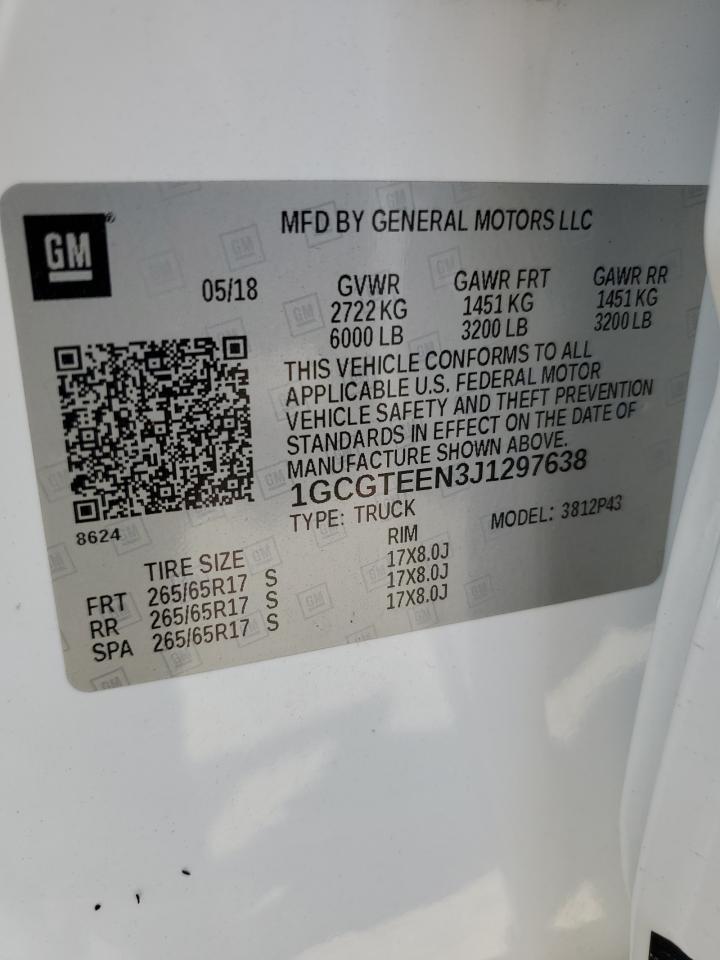 GM
MFD BY GENERAL MOTORS LLC
05/18
GVWR GAWR FRT GAWR RR
2722 KG 1451 KG 1451 KG
6000 LB 3200 LB 3200 LB
THIS VEHICLE CONFORMS TO ALL
APPLICABLE U.S. FEDERAL MOTOR
VEHICLE SAFETY AND THEFT PREVENTION
STANDARDS IN EFFECT ON THE DATE OF
MANUFACTURE SHOWN ABOVE.
1GCGTEEN3J1297638
8624
TYPE: TRUCK MODEL: 3812P43
TIRE SIZE RIM
FRT 265/65R17 S 17X8.0J
RR 265/65R17 S 17X8.0J
SPA 265/65R17 S 17X8.0J